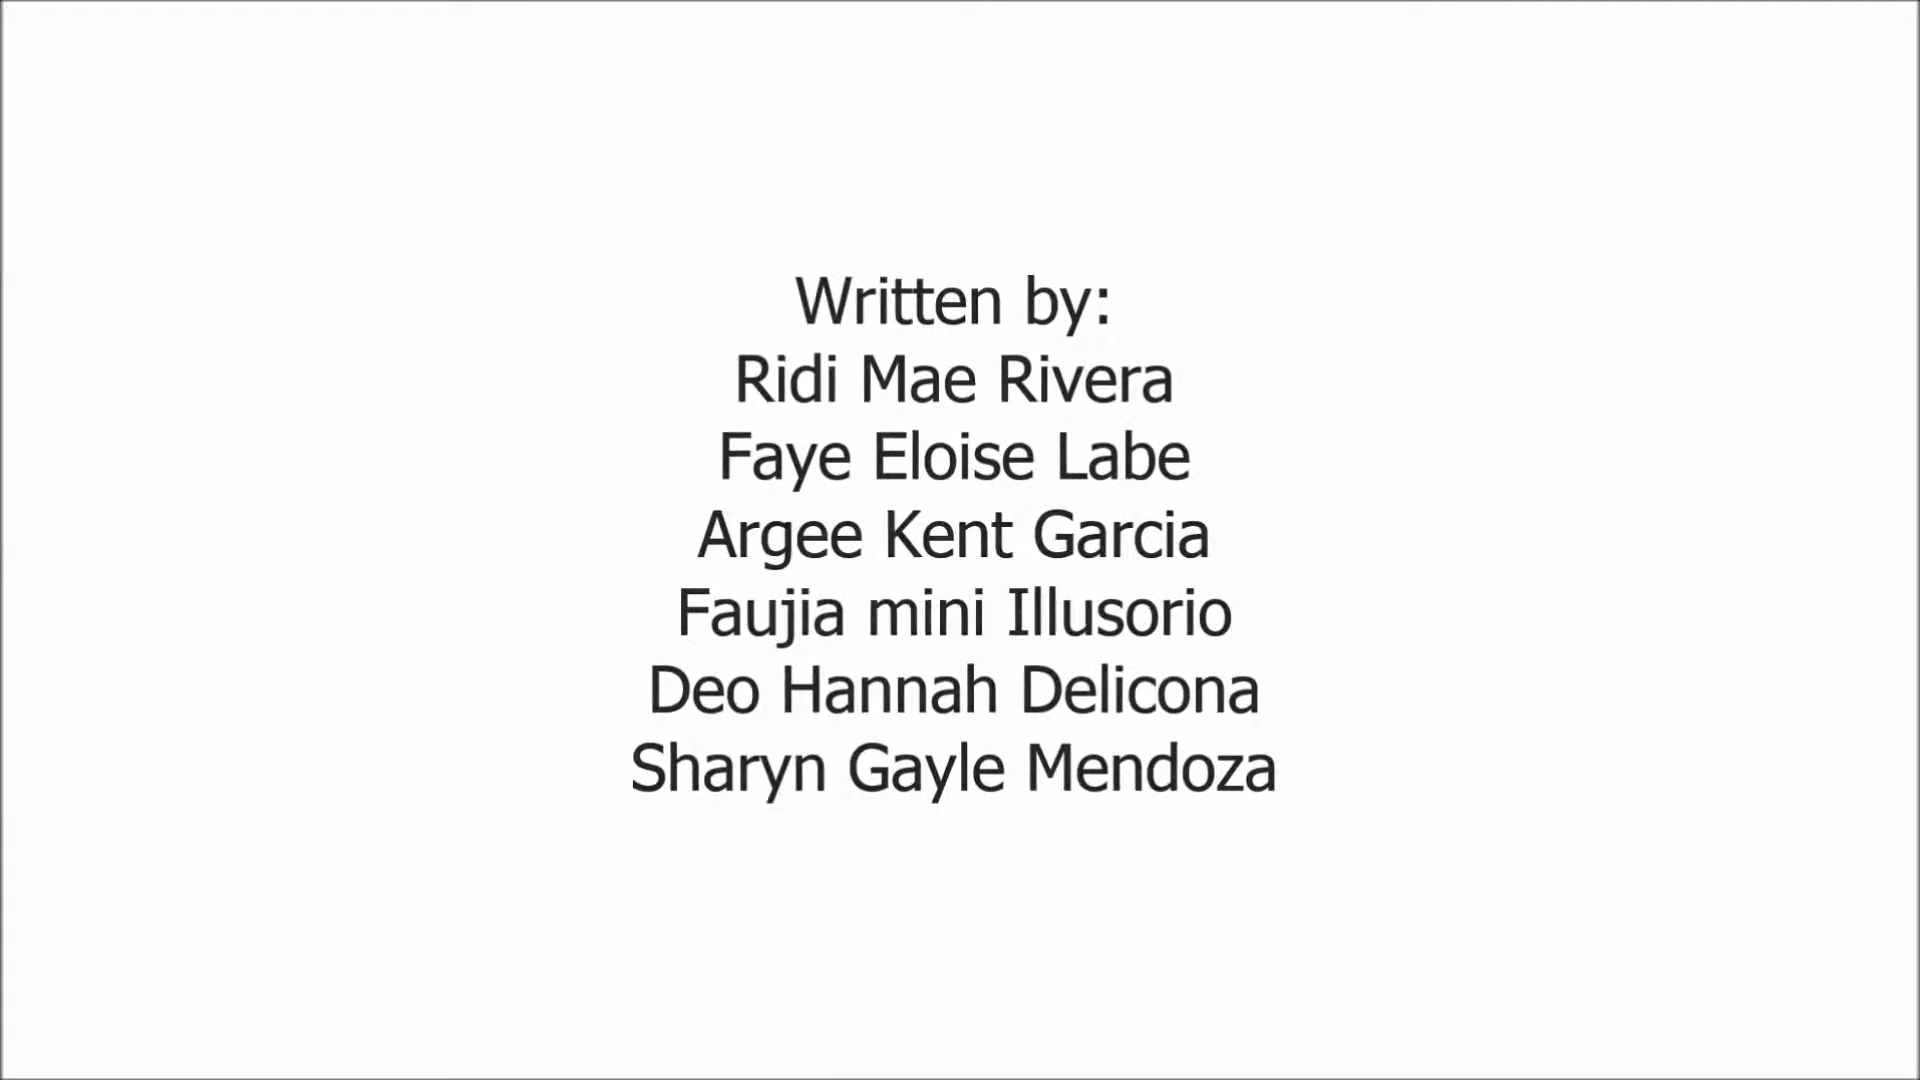 Written by:
Ridi Mae Rivera
Faye Eloise Labe
Argee Kent Garcia
Faujia mini Illusorio
Deo Hannah Delicona
Sharyn Gayle Mendoza